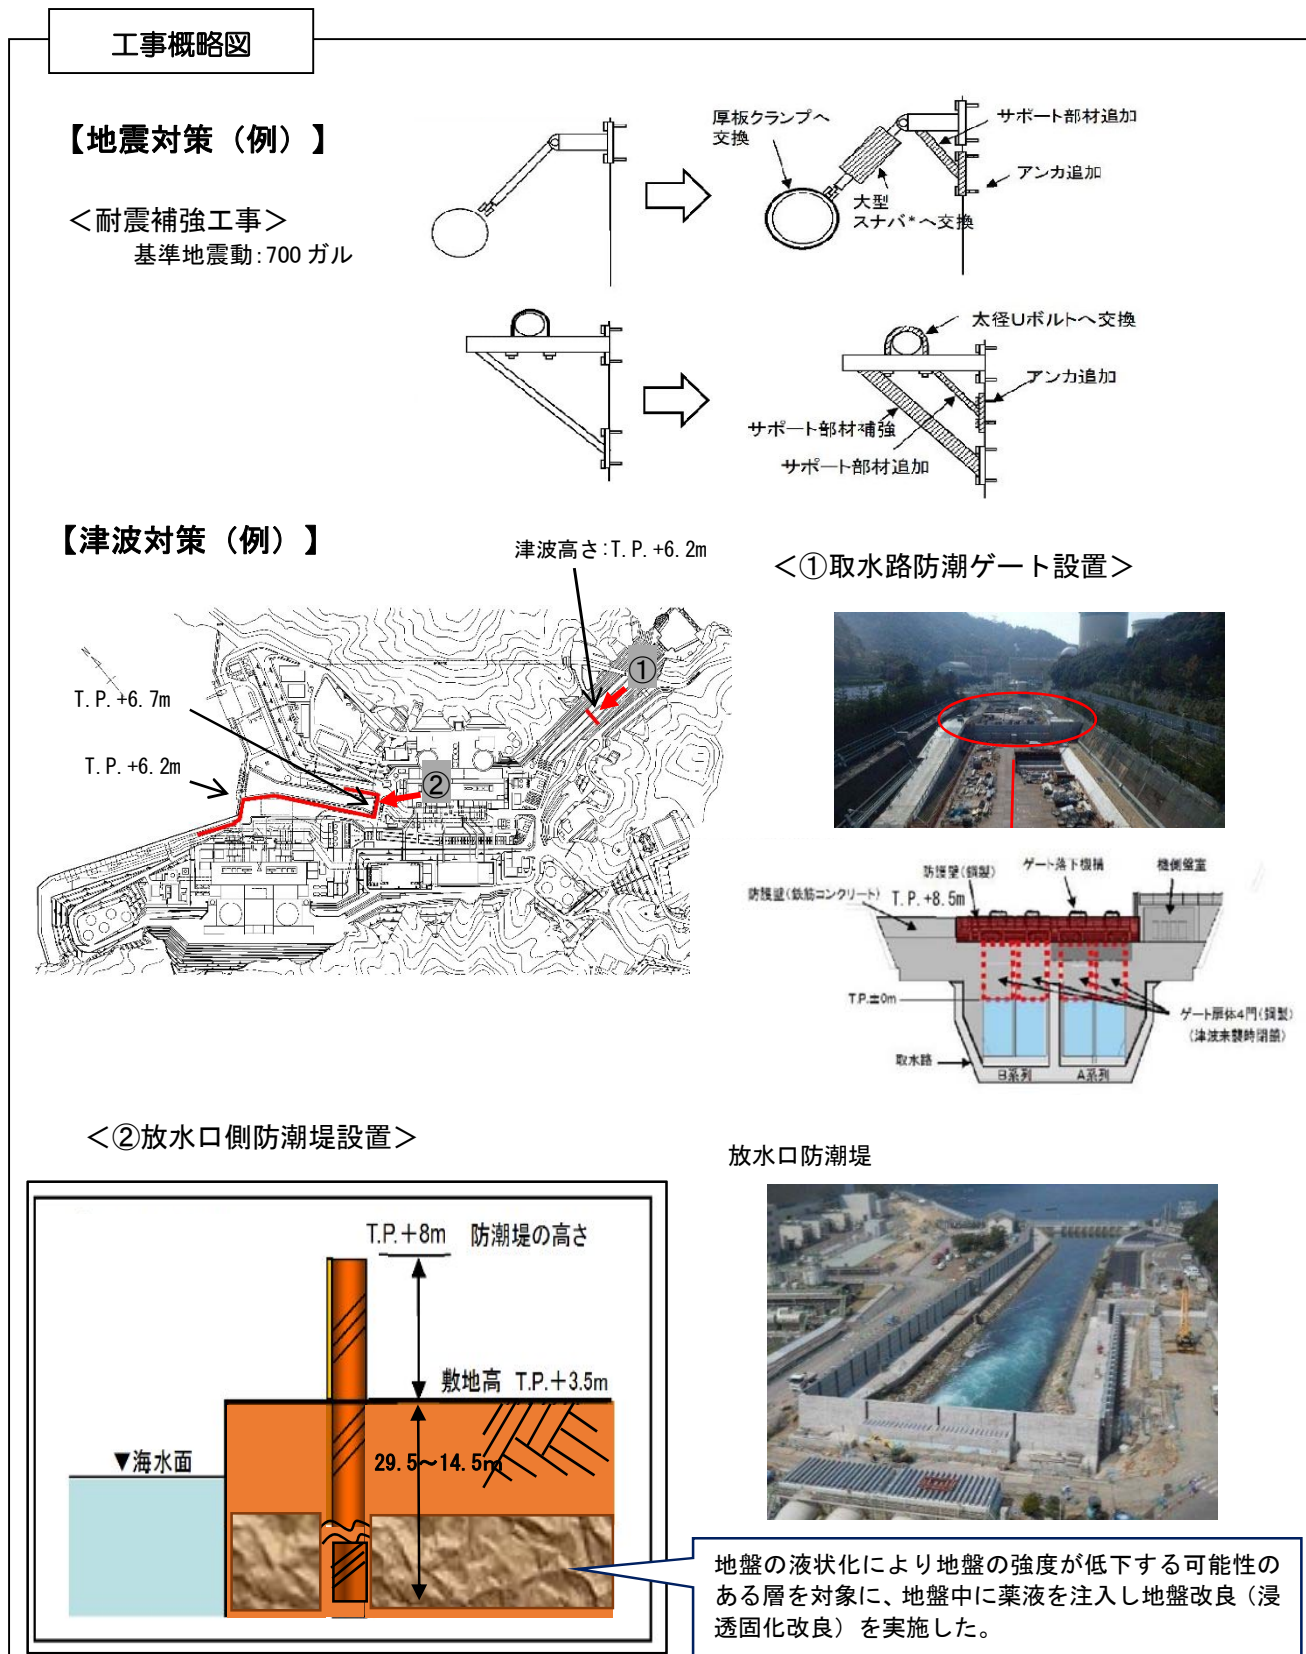 工事概略図
【地震対策（例）】
＜耐震補強工事＞
基準地震動:700 ガル
厚板クランプへ
交換
サポート部材追加
アンカ追加
大型
スナバ*へ交換
太径Uボルトへ交換
アンカ追加
サポート部材補強
サポート部材追加
【津波対策（例）】
津波高さ:T.P.+6.2m
T.P.+6.7m
T.P.+6.2m
①
②
＜①取水路防潮ゲート設置＞
防護壁(鋼製)
ゲート落下機構
機側盤室
防護壁(鉄筋コンクリート)
T.P.+8.5m
T.P.±0m
ゲート扉体4門(鋼製)
(津波来襲時閉鎖)
取水路
B系列
A系列
＜②放水口側防潮堤設置＞
T.P.+8m 防潮堤の高さ
敷地高 T.P.+3.5m
▼海水面
29.5～14.5m
放水口防潮堤
地盤の液状化により地盤の強度が低下する可能性の
ある層を対象に、地盤中に薬液を注入し地盤改良（浸
透固化改良）を実施した。